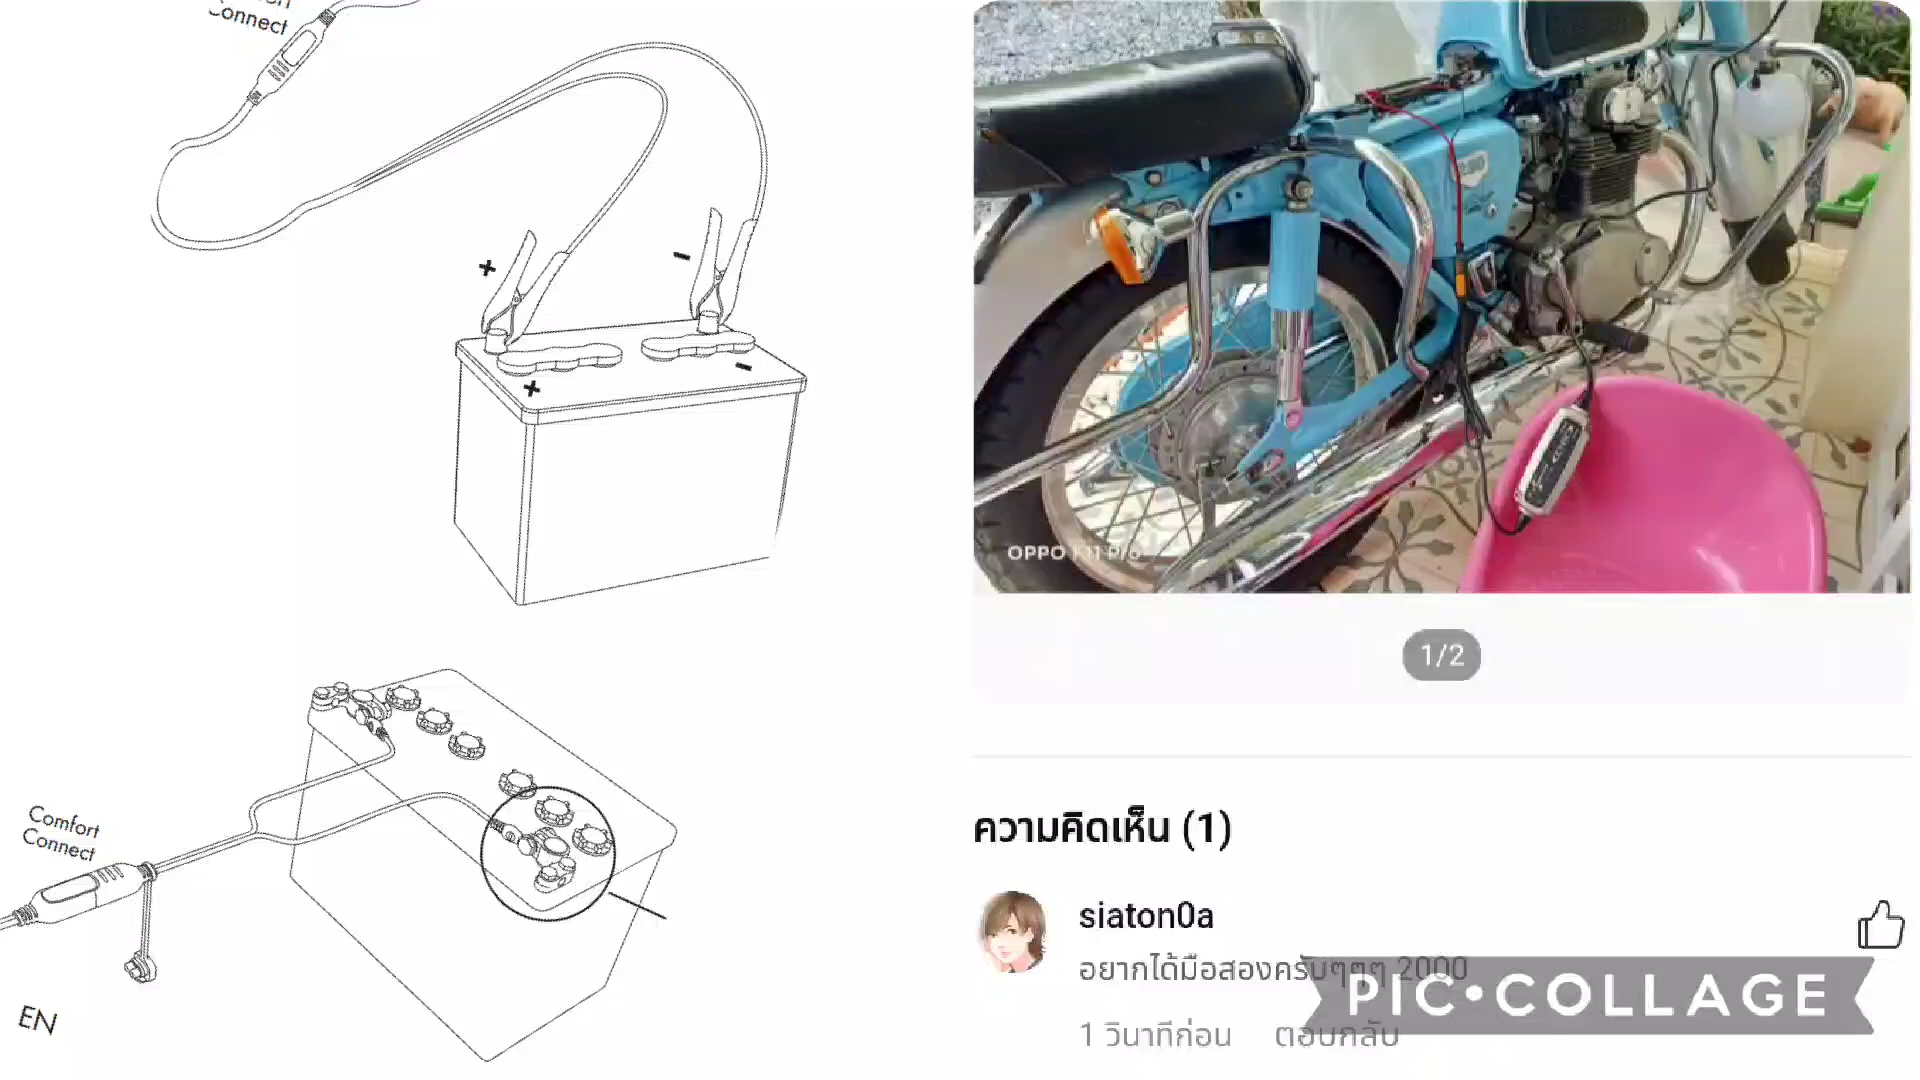 Connect
Comfort
Connect
EN
+
-
+
-
OPPO F11 Pro
1/2
ความคิดเห็น (1)
siaton0a
อยากได้มือสองครับๆๆๆ 2000
1 วินาทีก่อน ตอบกลับ
PIC•COLLAGE